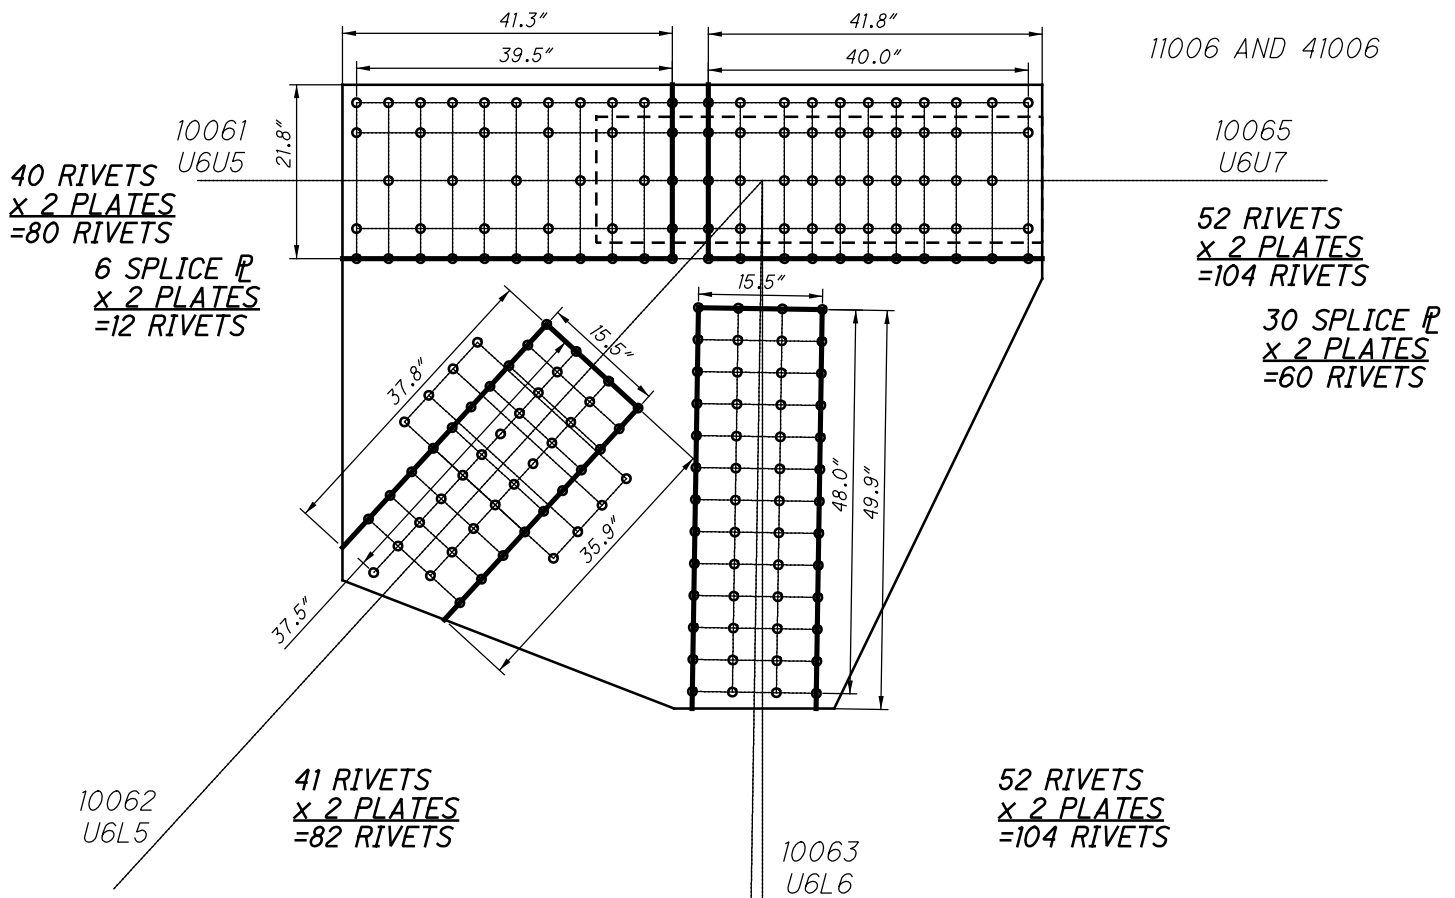 41.3"
41.8"
39.5"
40.0"
11006 AND 41006
21.8"
10061
U6U5
10065
U6U7
40 RIVETS
x 2 PLATES
=80 RIVETS
52 RIVETS
x 2 PLATES
=104 RIVETS
6 SPLICE ⅊
x 2 PLATES
=12 RIVETS
30 SPLICE ⅊
x 2 PLATES
=60 RIVETS
15.5"
15.5"
37.8"
48.0"
49.9"
35.9"
37.5"
41 RIVETS
x 2 PLATES
=82 RIVETS
52 RIVETS
x 2 PLATES
=104 RIVETS
10062
U6L5
10063
U6L6